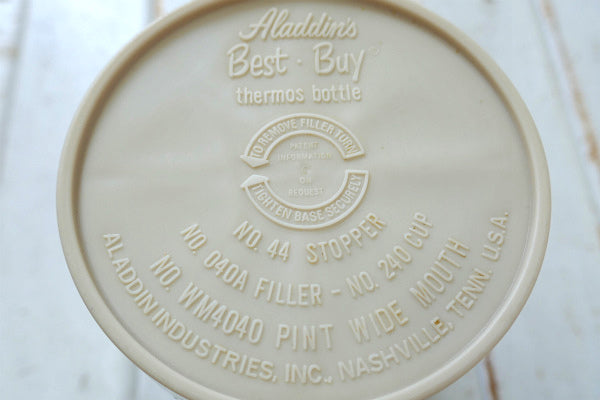 Aladdin's
Best · Buy
thermos bottle
TO REMOVE FILLER TURN
PATENT
INFORMATION
ON
REQUEST
TIGHTEN BASE SECURELY
NO. 44 STOPPER
NO. 040A FILLER - NO. 240 CUP
NO. WM4040 PINT WIDE MOUTH
ALADDIN INDUSTRIES, INC., NASHVILLE, TENN. U.S.A.